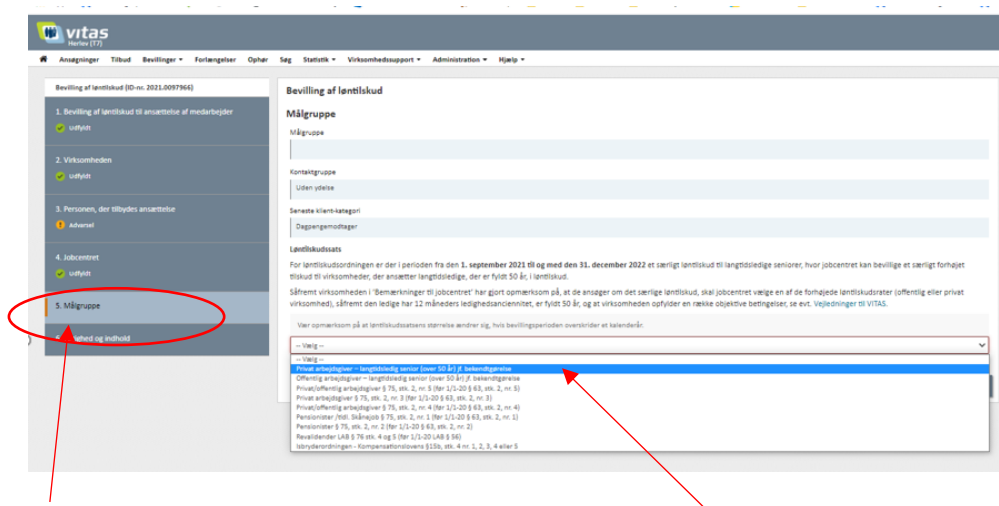 vitas
Herlev (T7)
Ansøgninger Tilbud Bevillinger Forlængelser Ophør Søg Statistik Virksomhedssupport Administration Hjælp
Bevilling af løntilskud (ID-nr. 2021.0097966)
1. Bevilling af løntilskud til ansættelse af medarbejder
Udfyldt
2. Virksomheden
Udfyldt
3. Personen, der tilbydes ansættelse
Advarsel
4. Jobcentret
Udfyldt
5. Målgruppe
og indhold
Bevilling af løntilskud
Målgruppe
Målgruppe
Kontaktgruppe
Uden ydelse
Seneste klient-kategori
Dagpengemodtager
Løntilskudssats
For løntilskudsordningen er der i perioden fra den 1. september 2021 til og med den 31. december 2022 et særligt løntilskud til langtidsledige seniorer, hvor jobcentret kan bevillige et særligt forhøjet
tilskud til virksomheder, der ansætter langtidsledige, der er fyldt 50 år, i løntilskud.
Såfremt virksomheden i 'Bemærkninger til jobcentret' har gjort opmærksom på, at de ansøger om det særlige løntilskud, skal jobcentret vælge en af de forhøjede løntilskudsrater (offentlig eller privat
virksomhed), såfremt den ledige har 12 måneders ledighedsanciennitet, er fyldt 50 år, og at virksomheden opfylder en række objektive betingelser, se evt. Vejledninger til VITAS.
Vær opmærksom på at løntilskudssatsens størrelse ændrer sig, hvis bevillingsperioden overskrider et kalenderår.
-- Vælg --
-- Vælg --
Privat arbejdsgiver – langtidsledig senior (over 50 år) jf. bekendtgørelse
Offentlig arbejdsgiver – langtidsledig senior (over 50 år) jf. bekendtgørelse
Privat/offentlig arbejdsgiver § 75, stk. 2, nr. 5 (før 1/1-20 § 63, stk. 2, nr. 5)
Privat arbejdsgiver § 75, stk. 2, nr. 3 (før 1/1-20 § 63, stk. 2, nr. 3)
Privat/offentlig arbejdsgiver § 75, stk. 2, nr. 4 (før 1/1-20 § 63, stk. 2, nr. 4)
Pensionister /tidl. Skånejob § 75, stk. 2, nr. 1 (før 1/1-20 § 63, stk. 2, nr. 1)
Pensionister § 75, stk. 2, nr. 2 (før 1/1-20 § 63, stk. 2, nr. 2)
Revalidender LAB § 76 stk. 4 og 5 (før 1/1-20 LAB § 56)
Isbryderordningen - Kompensationslovens §15b, stk. 4 nr. 1, 2, 3, 4 eller 5